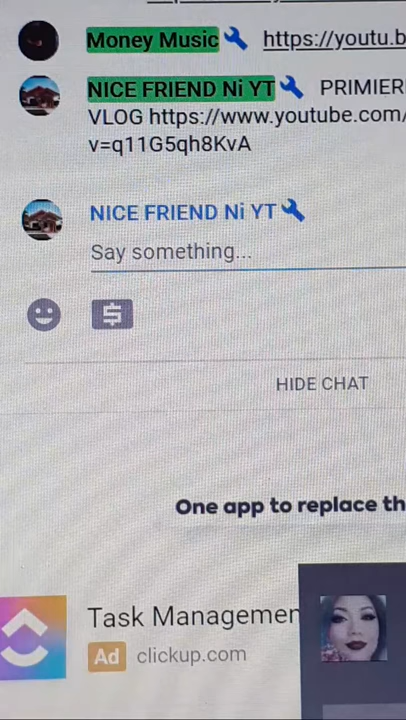 Money Music https://youtu.b
NICE FRIEND Ni YT PRIMIER
VLOG https://www.youtube.com/
v=q11G5qh8KvA
NICE FRIEND Ni YT
Say something...
HIDE CHAT
One app to replace th
Task Managemen
Ad clickup.com